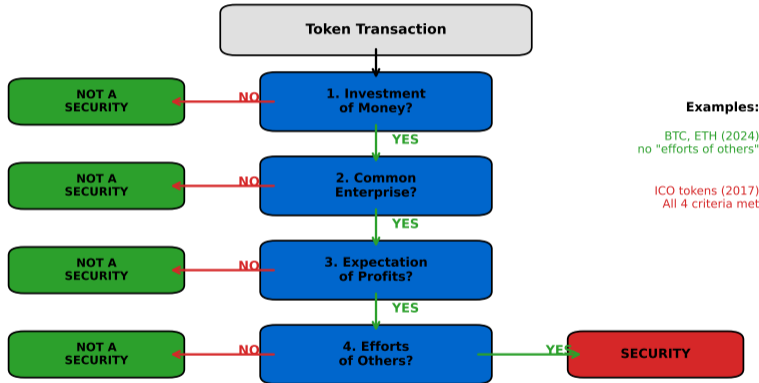 Token Transaction
NOT A
SECURITY
NO
1. Investment
of Money?
Examples:
YES
BTC, ETH (2024)
no "efforts of others"
NOT A
SECURITY
NO
2. Common
Enterprise?
ICO tokens (2017)
All 4 criteria met
YES
NOT A
SECURITY
NO
3. Expectation
of Profits?
YES
NOT A
SECURITY
NO
4. Efforts
of Others?
YES
SECURITY